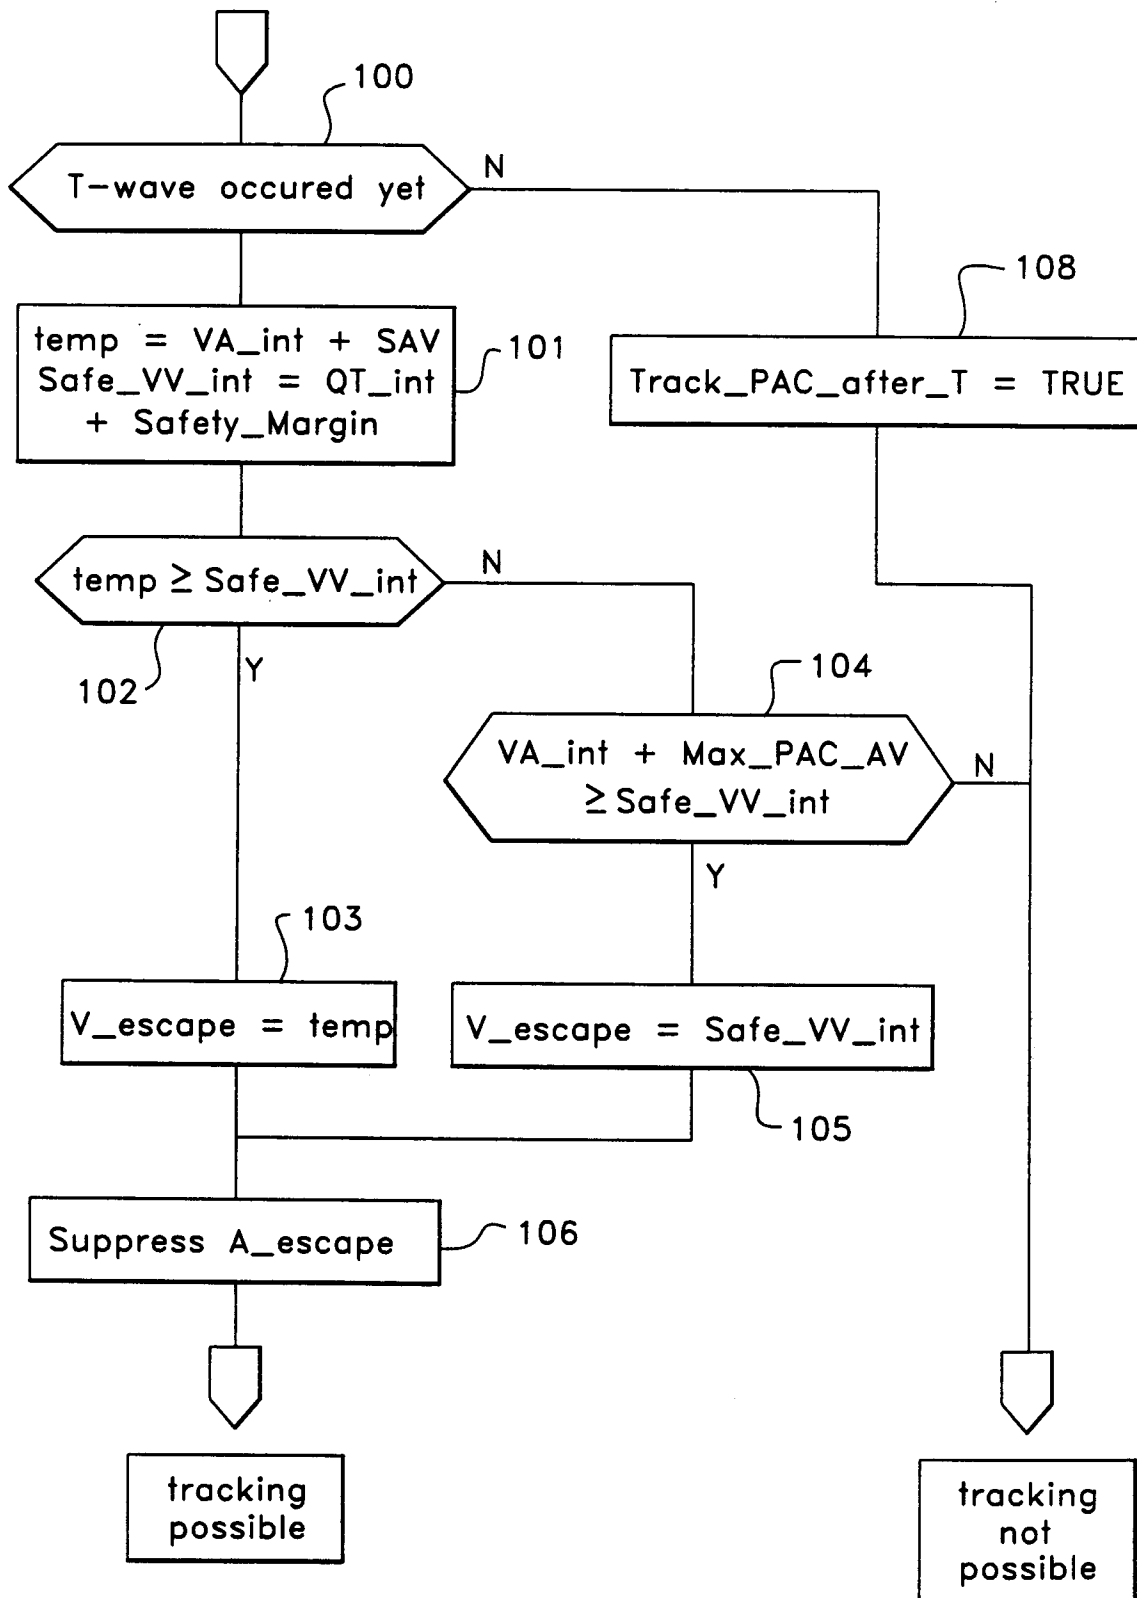 100
T-wave occured yet
N
108
temp = VA_int + SAV
Safe_VV_int = QT_int
+ Safety_Margin
101
Track_PAC_after_T = TRUE
temp ≥ Safe_VV_int
N
102
Y
104
VA_int + Max_PAC_AV
≥ Safe_VV_int
N
Y
103
V_escape = temp
V_escape = Safe_VV_int
105
Suppress A_escape
106
tracking
possible
tracking
not
possible